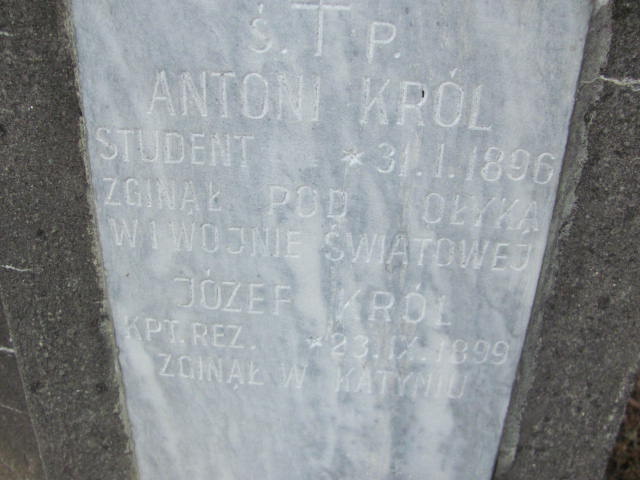 Ś. † P.
ANTONI KRÓL
STUDENT * 31.I.1896
ZGINĄŁ POD OŁYKĄ
W I WOJNIE ŚWIATOWEJ
JÓZEF KRÓL
KPT. REZ. * 23.IX.1899
ZGINĄŁ W KATYNIU